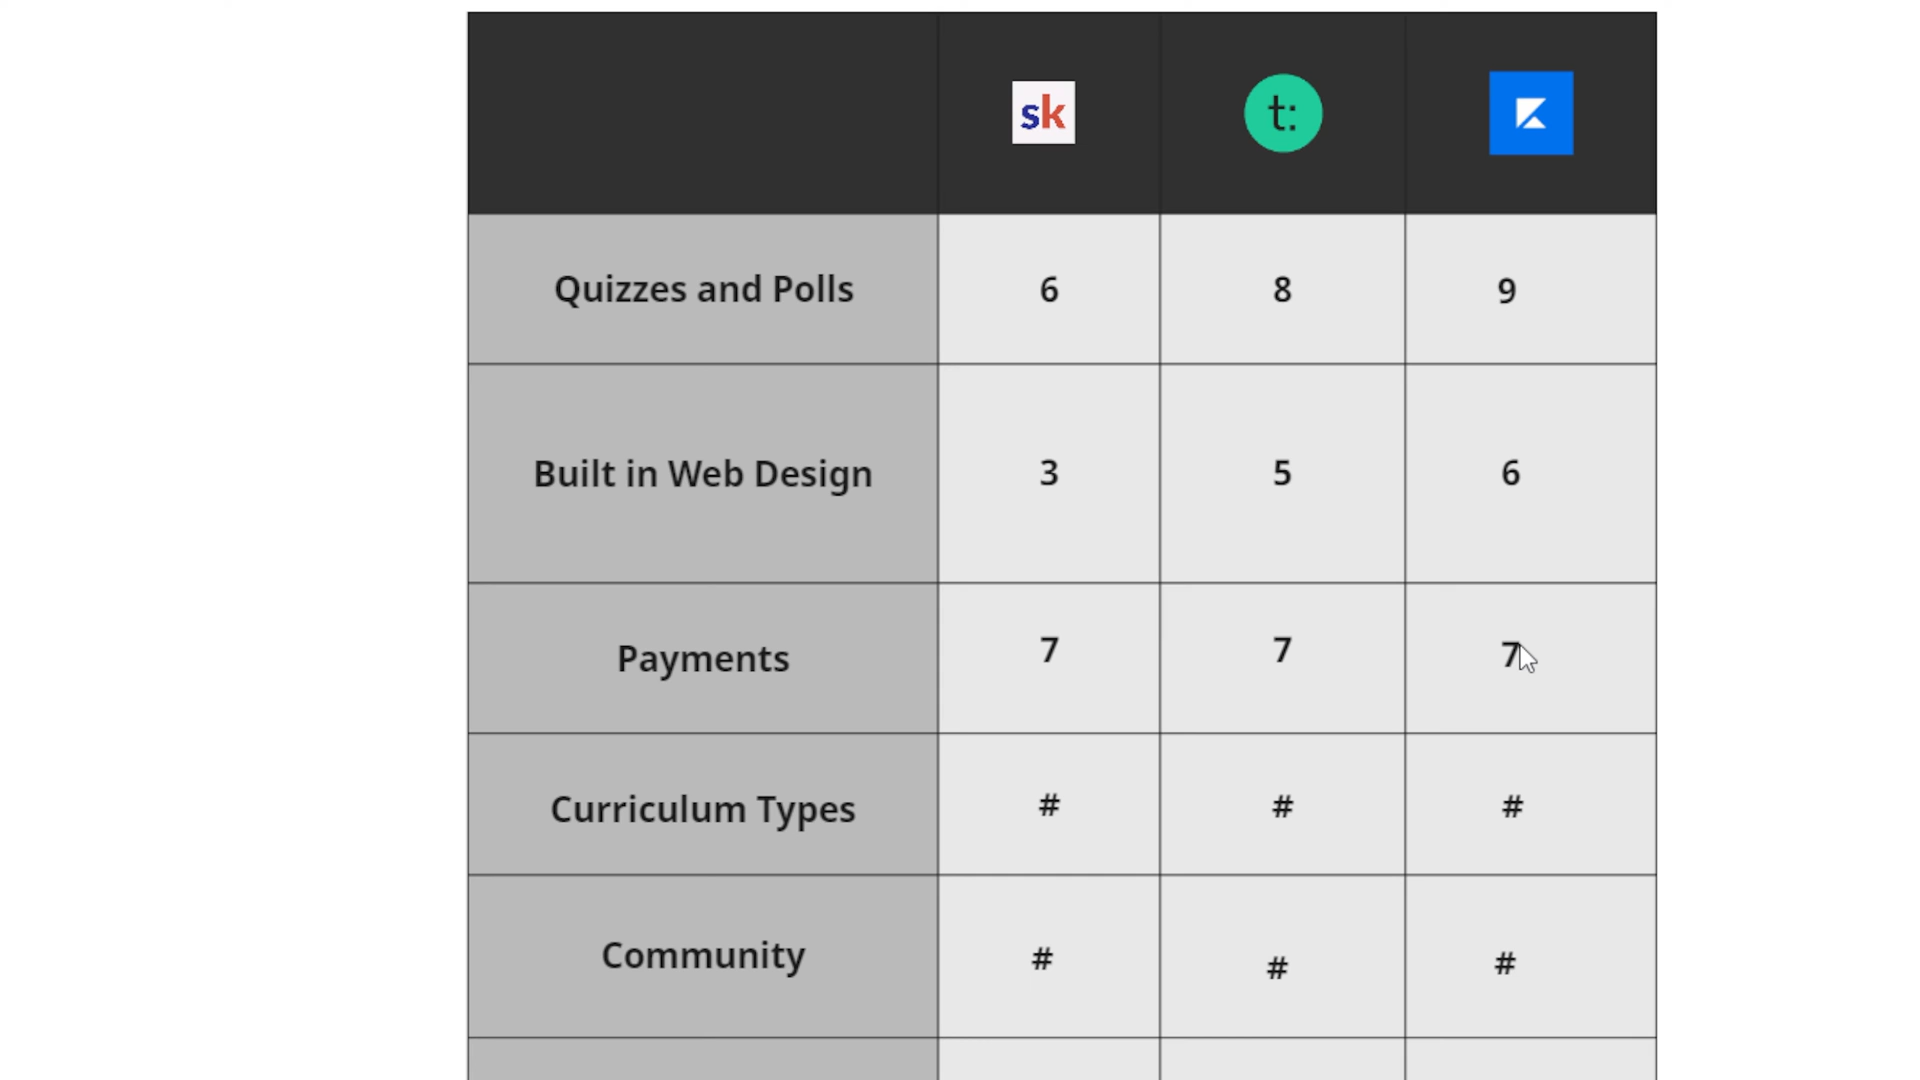 sk t:
Quizzes and Polls 6 8 9
Built in Web Design 3 5 6
Payments 7 7 7
Curriculum Types # # #
Community # # #